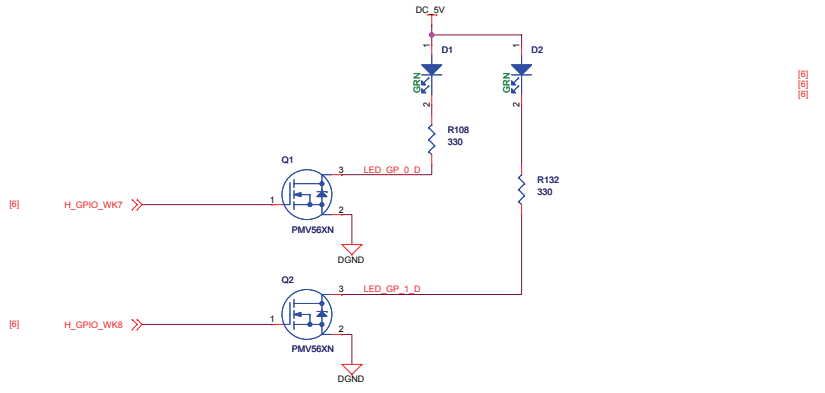 DC_5V
1
D1
GRN
2
1
D2
GRN
2
[6]
[6]
[6]
R108
330
Q1
3
LED_GP_0_D
R132
330
[6]
H_GPIO_WK7
1
2
PMV56XN
DGND
Q2
3
LED_GP_1_D
[6]
H_GPIO_WK8
1
2
PMV56XN
DGND